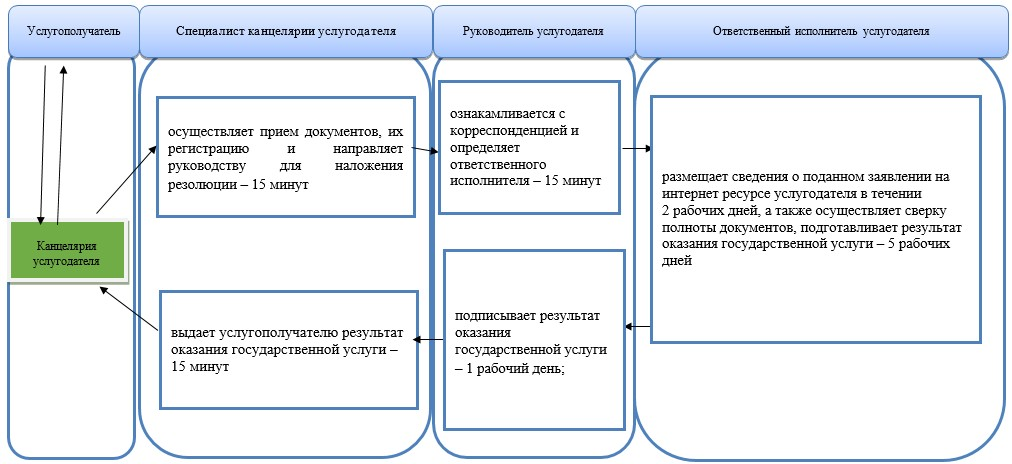 Услугополучатель
Специалист канцелярии услугодателя
Руководитель услугодателя
Ответственный исполнитель услугодателя
осуществляет прием документов, их
регистрацию и направляет
руководству для наложения
резолюции – 15 минут
ознакамливается с
корреспонденцией и
определяет
ответственного
исполнителя – 15 минут
размещает сведения о поданном заявлении на
интернет ресурсе услугодателя в течении
2 рабочих дней, а также осуществляет сверку
полноты документов, подготавливает результат
оказания государственной услуги – 5 рабочих
дней
Канцелярия
услугодателя
выдает услугополучателю результат
оказания государственной услуги –
15 минут
подписывает результат
оказания
государственной услуги
– 1 рабочий день;